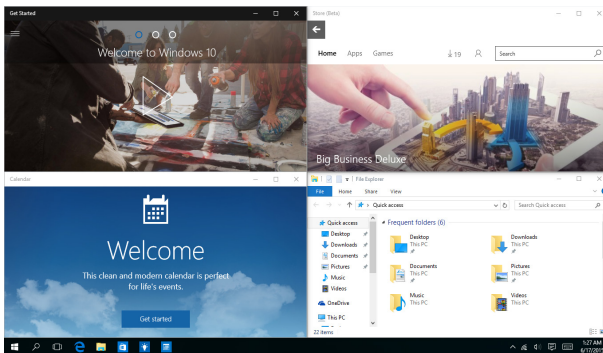 Get Started
Welcome to Windows 10
Store (Beta)
Home Apps Games 19 Search
Big Business Deluxe
Calendar
Welcome
This clean and modern calendar is perfect
for life's events.
Get started
File Explorer
File Home Share View
Quick access Search Quick access
Quick access
Desktop
Downloads
Documents
Pictures
Music
Videos
OneDrive
This PC
Frequent folders (6)
Desktop
This PC
Downloads
This PC
Documents
This PC
Pictures
This PC
Music
This PC
Videos
This PC
22 items
1:27 AM